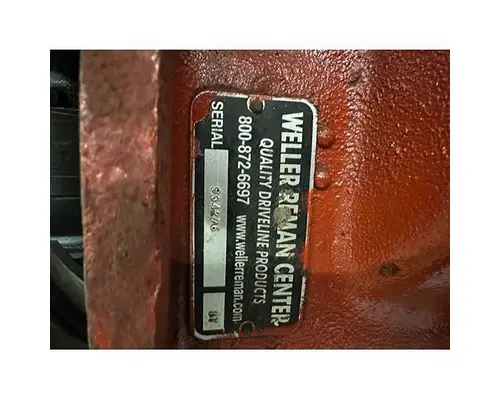 WELLER REMAN CENTER
QUALITY DRIVELINE PRODUCTS
800-872-6697 www.wellerreman.com
SERIAL